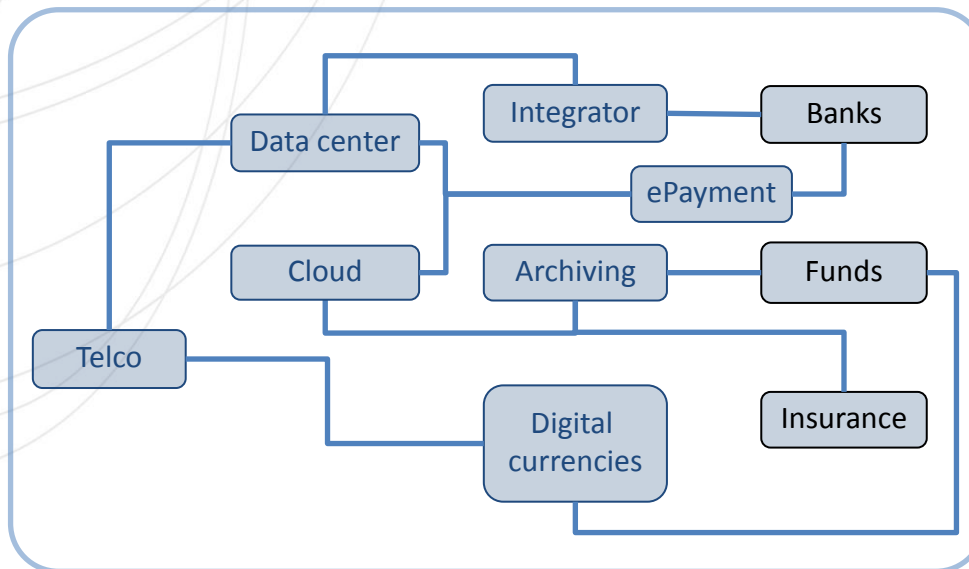 Integrator
Banks
Data center
ePayment
Cloud
Archiving
Funds
Telco
Digital
currencies
Insurance